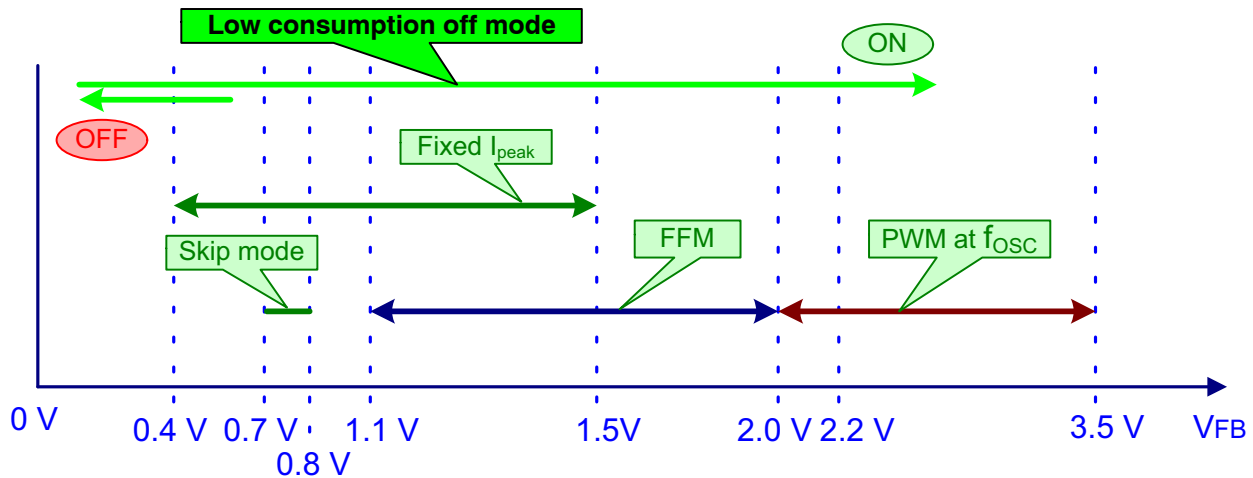 Low consumption off mode
ON
OFF
Fixed Ipeak
Skip mode
FFM
PWM at fOSC
0 V
0.4 V
0.7 V
0.8 V
1.1 V
1.5V
2.0 V
2.2 V
3.5 V
VFB